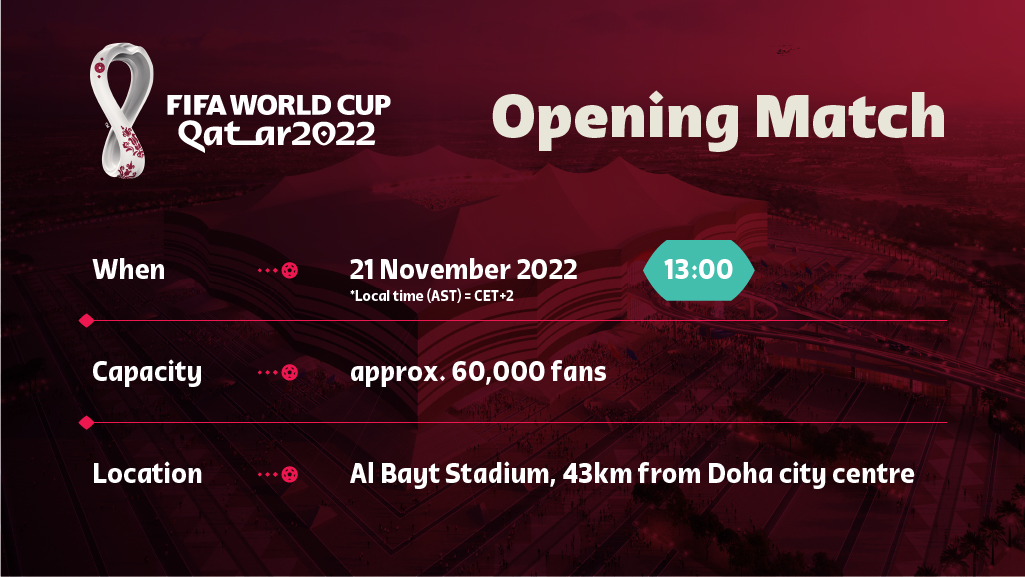 FIFA WORLD CUP
Qatar2022
Opening Match
When
21 November 2022
13:00
*Local time (AST) = CET+2
Capacity
approx. 60,000 fans
Location
Al Bayt Stadium, 43km from Doha city centre